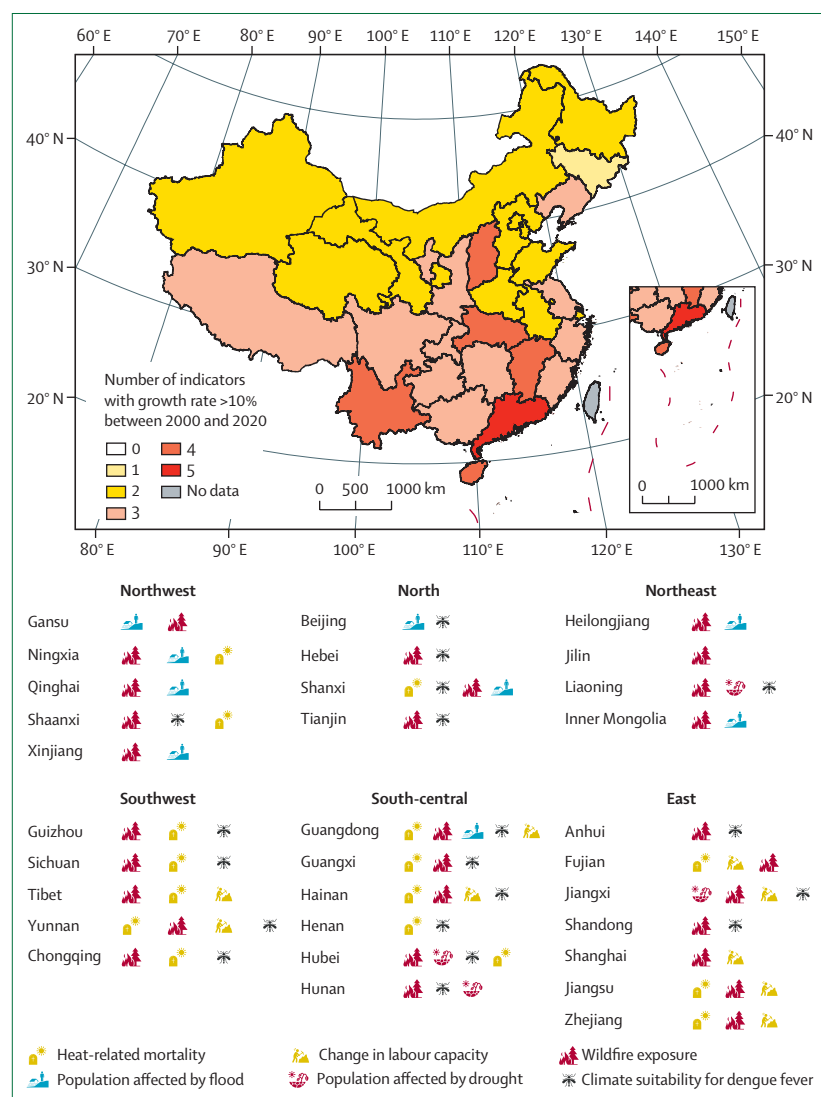 60° E 70° E 80° E 90° E 100° E 110° E 120° E 130° E 140° E 150° E
40° N 40° N
30° N 30° N
20° N 20° N
Number of indicators
with growth rate >10%
between 2000 and 2020
0 4
1 5
2 No data
3
0 500 1000 km
0 1000 km
80° E 90° E 100° E 110° E 120° E 130° E
Northwest
Gansu
Ningxia
Qinghai
Shaanxi
Xinjiang
North
Beijing
Hebei
Shanxi
Tianjin
Northeast
Heilongjiang
Jilin
Liaoning
Inner Mongolia
Southwest
Guizhou
Sichuan
Tibet
Yunnan
Chongqing
South-central
Guangdong
Guangxi
Hainan
Henan
Hubei
Hunan
East
Anhui
Fujian
Jiangxi
Shandong
Shanghai
Jiangsu
Zhejiang
Heat-related mortality Change in labour capacity Wildfire exposure
Population affected by flood Population affected by drought Climate suitability for dengue fever